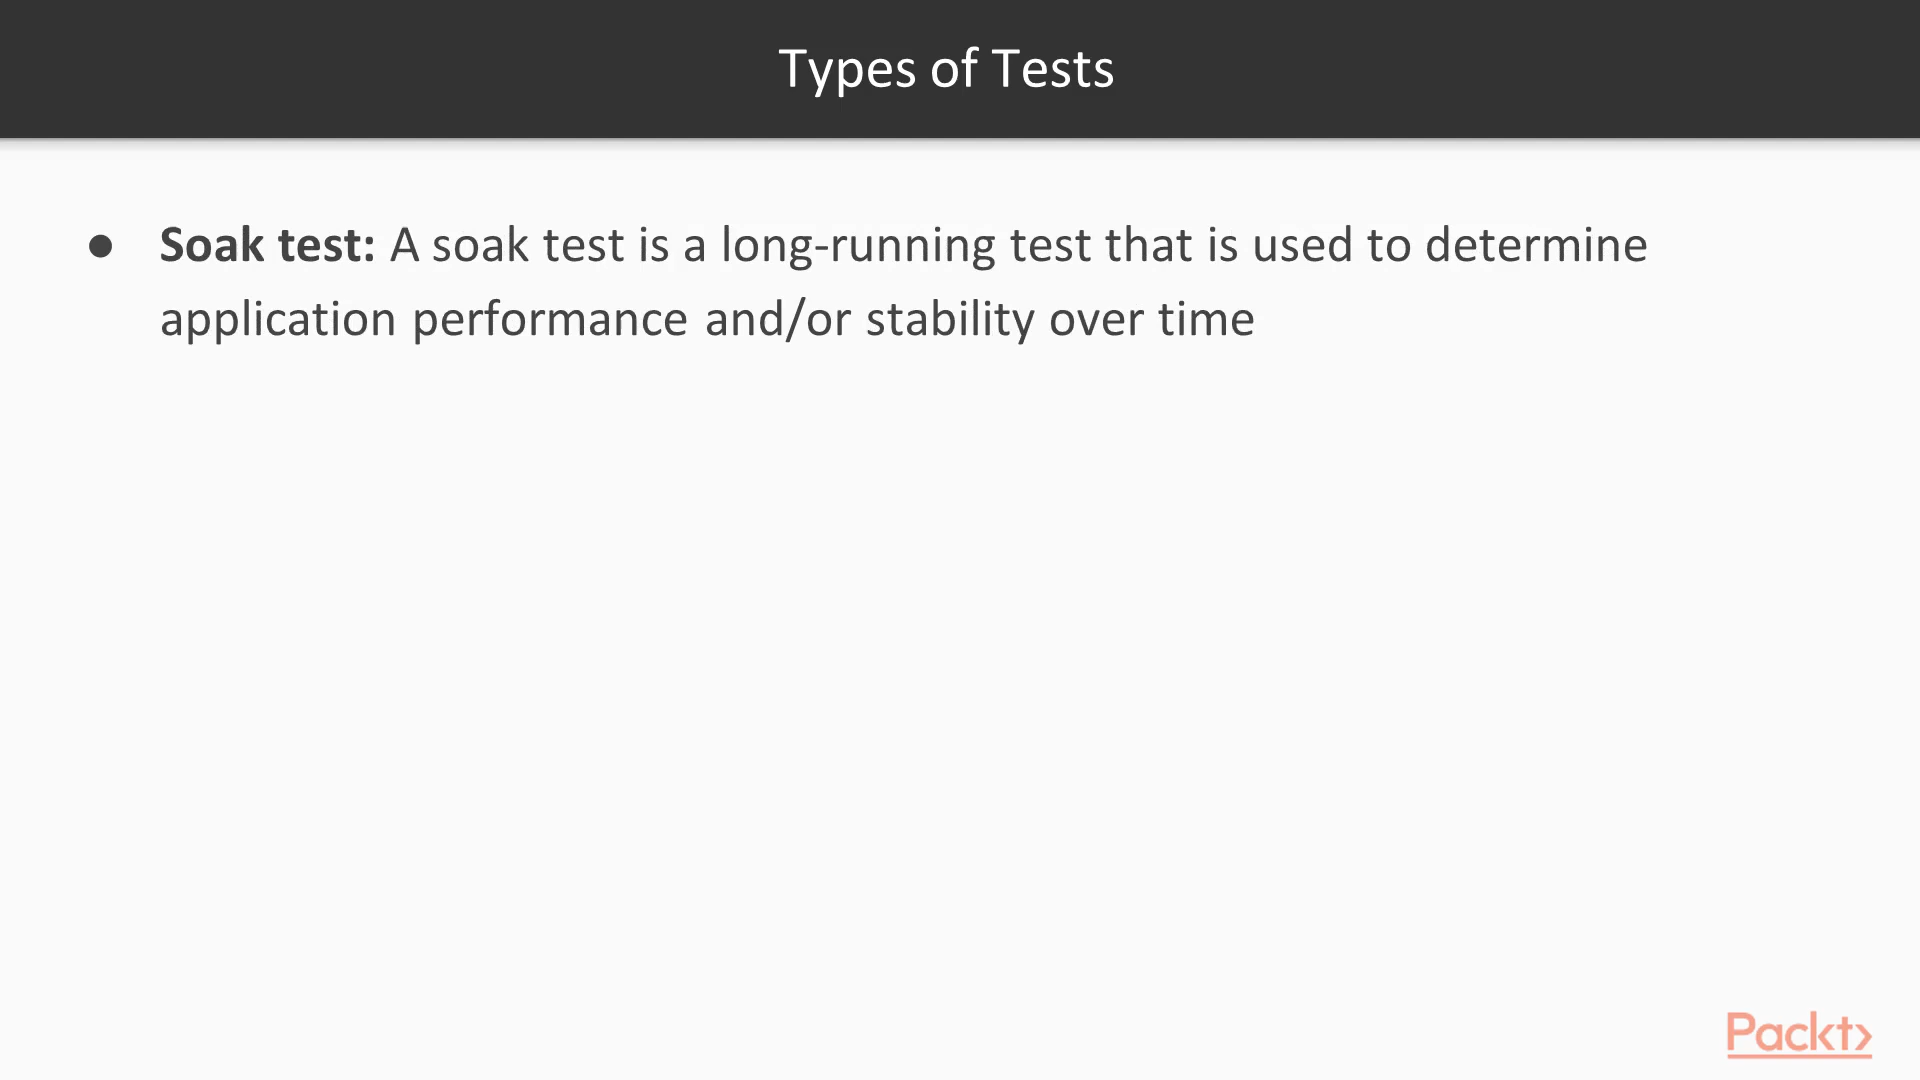 Types of Tests
● Soak test: A soak test is a long-running test that is used to determine
application performance and/or stability over time
Packt>